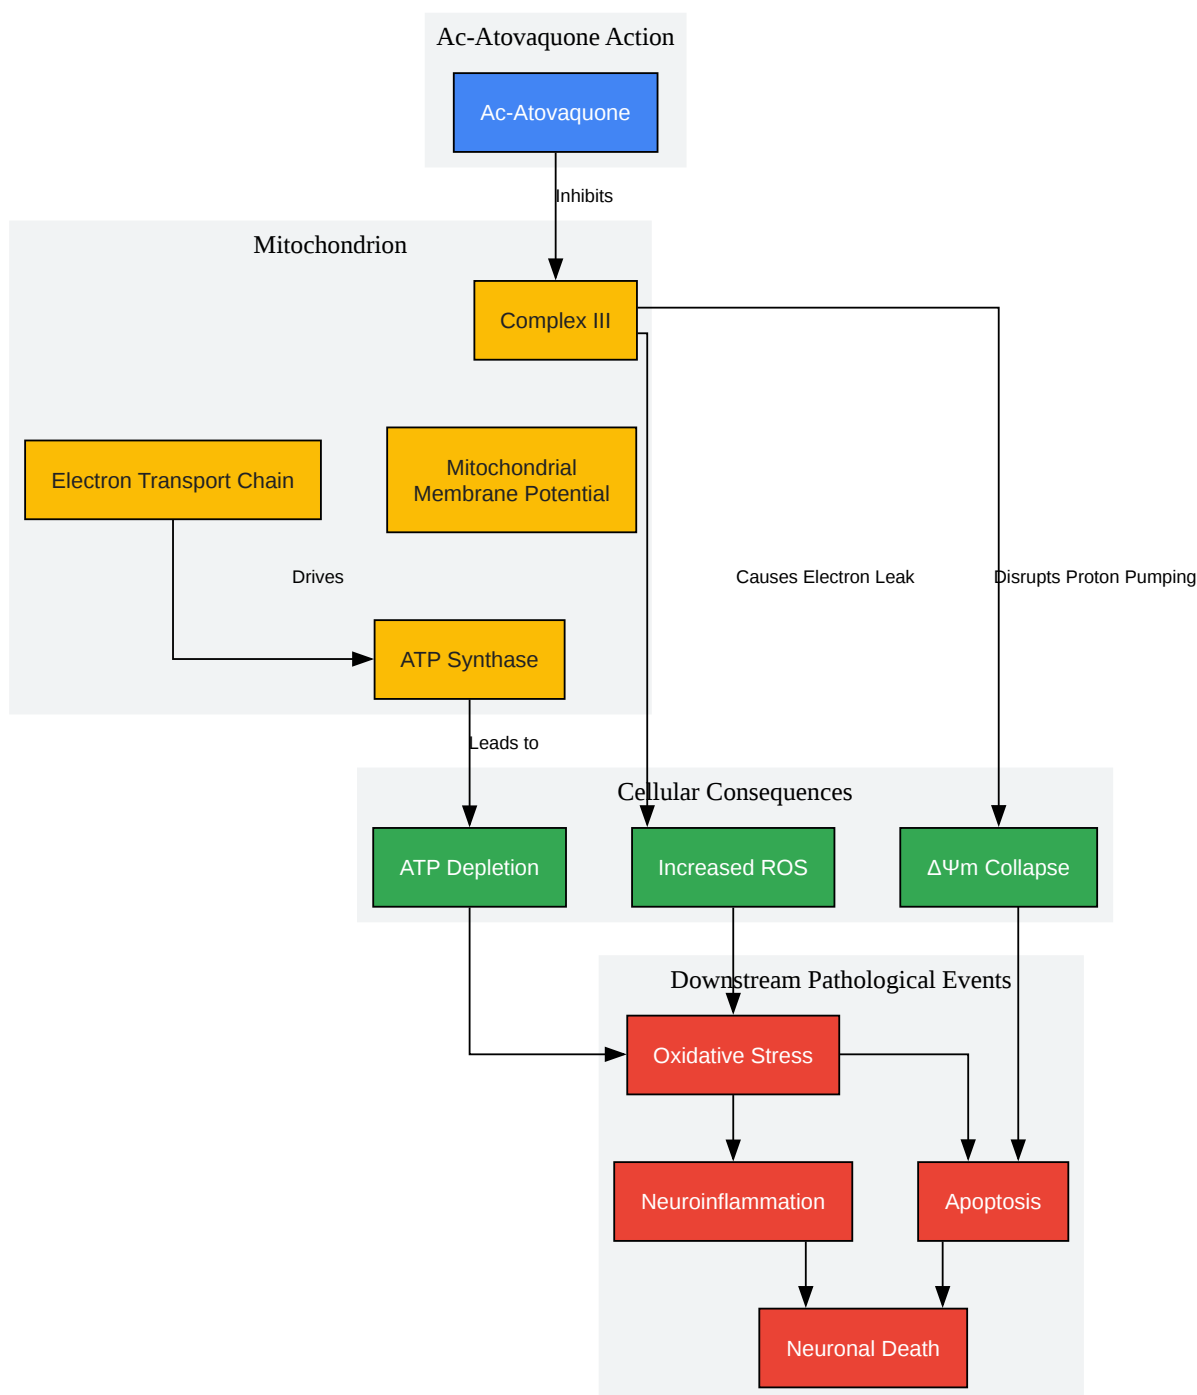 Ac-Atovaquone Action
Ac-Atovaquone
Inhibits
Mitochondrion
Complex III
Electron Transport Chain
Mitochondrial
Membrane Potential
Drives
Causes Electron Leak
Disrupts Proton Pumping
ATP Synthase
Leads to
Cellular Consequences
ATP Depletion
Increased ROS
ΔΨm Collapse
Downstream Pathological Events
Oxidative Stress
Neuroinflammation
Apoptosis
Neuronal Death